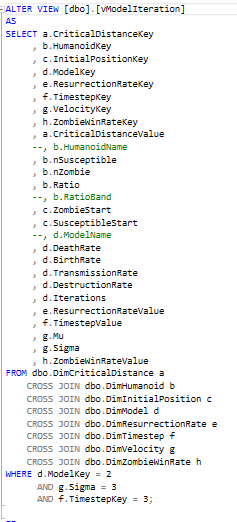 ALTER VIEW [dbo].[vModelIteration]
AS
SELECT a.CriticalDistanceKey
, b.HumanoidKey
, c.InitialPositionKey
, d.ModelKey
, e.ResurrectionRateKey
, f.TimestepKey
, g.VelocityKey
, h.ZombieWinRateKey
, a.CriticalDistanceValue
--, b.HumanoidName
, b.nSusceptible
, b.nZombie
, b.Ratio
--, b.RatioBand
, c.ZombieStart
, c.SusceptibleStart
--, d.ModelName
, d.DeathRate
, d.BirthRate
, d.TransmissionRate
, d.DestructionRate
, d.Iterations
, e.ResurrectionRateValue
, f.TimestepValue
, g.Mu
, g.Sigma
, h.ZombieWinRateValue
FROM dbo.DimCriticalDistance a
CROSS JOIN dbo.DimHumanoid b
CROSS JOIN dbo.DimInitialPosition c
CROSS JOIN dbo.DimModel d
CROSS JOIN dbo.DimResurrectionRate e
CROSS JOIN dbo.DimTimestep f
CROSS JOIN dbo.DimVelocity g
CROSS JOIN dbo.DimZombieWinRate h
WHERE d.ModelKey = 2
AND g.Sigma = 3
AND f.TimestepKey = 3;
--